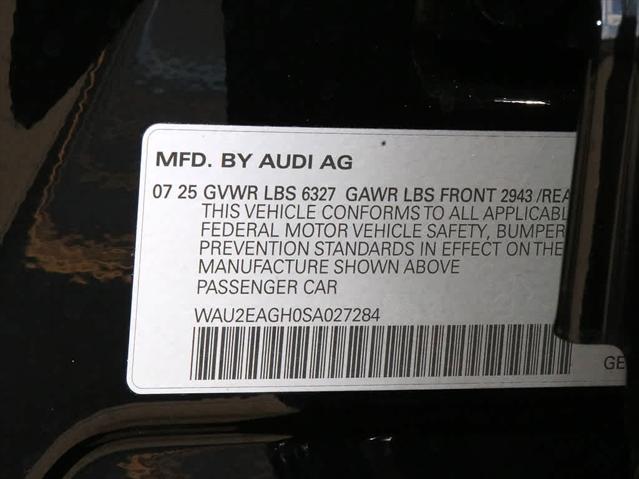 MFD. BY AUDI AG
07 25 GVWR LBS 6327 GAWR LBS FRONT 2943 /REA
THIS VEHICLE CONFORMS TO ALL APPLICABL
FEDERAL MOTOR VEHICLE SAFETY, BUMPER
PREVENTION STANDARDS IN EFFECT ON THE
MANUFACTURE SHOWN ABOVE
PASSENGER CAR
WAU2EAGH0SA027284
GE